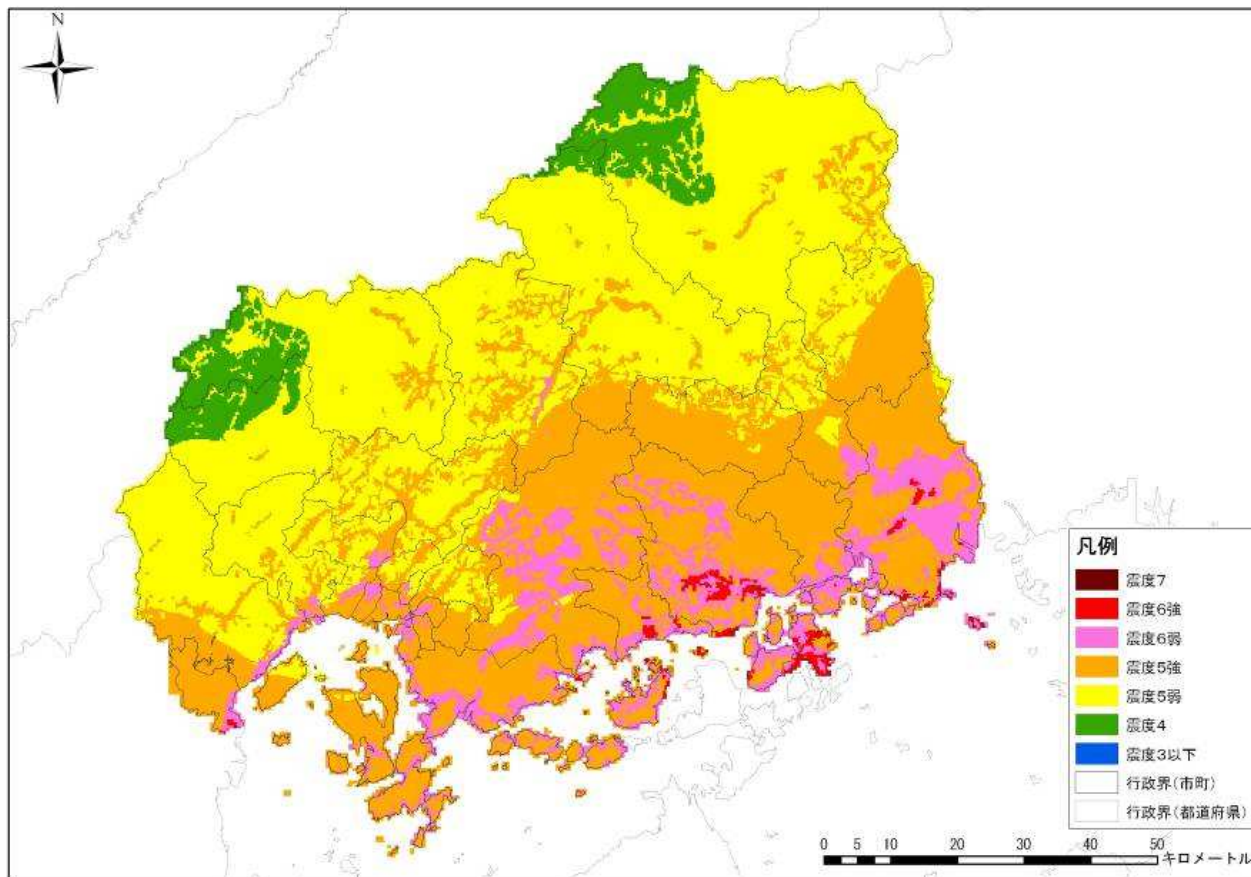 N
凡例
震度7
震度6強
震度6弱
震度5強
震度5弱
震度4
震度3以下
行政界(市町)
行政界(都道府県)
0 5 10 20 30 40 50 キロメートル